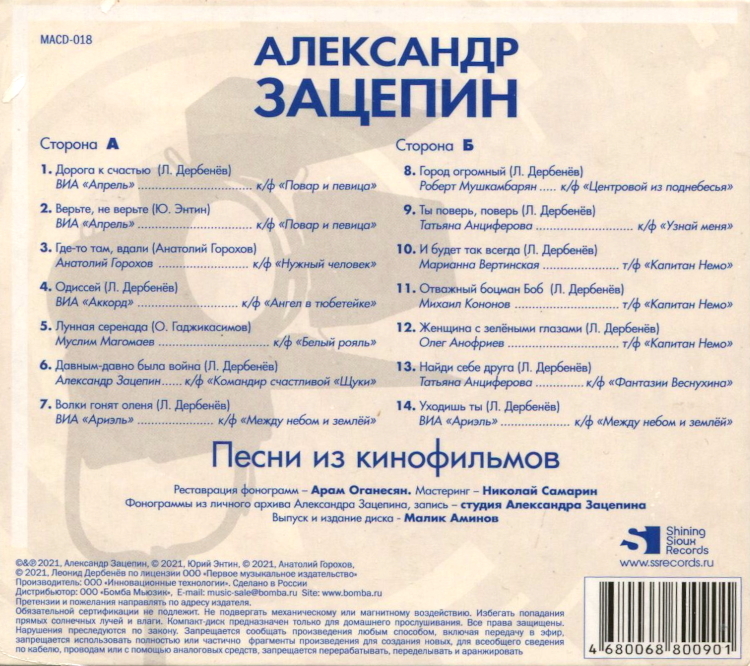 MACD-018
АЛЕКСАНДР
ЗАЦЕПИН
Сторона А
1. Дорога к счастью (Л. Дербенёв)
ВИА «Апрель» ........................ к/ф «Повар и певица»
2. Верьте, не верьте (Ю. Энтин)
ВИА «Апрель» ........................ к/ф «Повар и певица»
3. Где-то там, вдали (Анатолий Горохов)
Анатолий Горохов ................. к/ф «Нужный человек»
4. Одиссей (Л. Дербенёв)
ВИА «Аккорд» ................... к/ф «Ангел в тюбетейке»
5. Лунная серенада (О. Гаджикасимов)
Муслим Магомаев ..................... к/ф «Белый рояль»
6. Давным-давно была война (Л. Дербенёв)
Александр Зацепин..... к/ф «Командир счастливой "Щуки"
7. Волки гонят оленя (Л. Дербенёв)
ВИА «Ариэль» ............... к/ф «Между небом и землёй»
Сторона Б
8. Город огромный (Л. Дербенёв)
Роберт Мушкамбарян .... к/ф «Центровой из поднебесья»
9. Ты поверь, поверь (Л. Дербенёв)
Татьяна Анциферова ........................ к/ф «Узнай меня»
10. И будет так всегда (Л. Дербенёв)
Марианна Вертинская ................. т/ф «Капитан Немо»
11. Отважный боцман Боб (Л. Дербенёв)
Михаил Кононов ........................... т/ф «Капитан Немо»
12. Женщина с зелёными глазами (Л. Дербенёв)
Олег Анофриев ............................. т/ф «Капитан Немо»
13. Найди себе друга (Л. Дербенёв)
Татьяна Анциферова ........... к/ф «Фантазии Веснухина»
14. Уходишь ты (Л. Дербенёв)
ВИА «Ариэль» .................. к/ф «Между небом и землёй»
Песни из кинофильмов
Реставрация фонограмм – Арам Оганесян. Мастеринг – Николай Самарин
Фонограммы из личного архива Александра Зацепина, запись – студия Александра Зацепина
Выпуск и издание диска - Малик Аминов
Shining
Sioux
Records
www.ssrecords.ru
©&℗ 2021, Александр Зацепин, © 2021, Юрий Энтин, © 2021, Анатолий Горохов,
© 2021, Леонид Дербенёв по лицензии ООО «Первое музыкальное издательство»
Производитель: ООО «Инновационные технологии». Сделано в России
Дистрибьютор: ООО «Бомба Мьюзик», E-mail: music-sale@bomba.ru Site: www.bomba.ru
Претензии и пожелания направлять по адресу издателя.
Обязательной сертификации не подлежит. Не подвергать механическому или магнитному воздействию. Избегать попадания
прямых солнечных лучей и влаги. Компакт-диск предназначен только для домашнего прослушивания. Все права защищены.
Нарушения преследуются по закону. Запрещается сообщать произведения любым способом, включая передачу в эфир,
запрещается использовать полностью или частично фрагменты произведения для создания новых, для всеобщего сведения
по кабелю, проводам или с помощью аналоговых средств, запрещается перерабатывать, переделывать и аранжировать
4 680068 800901